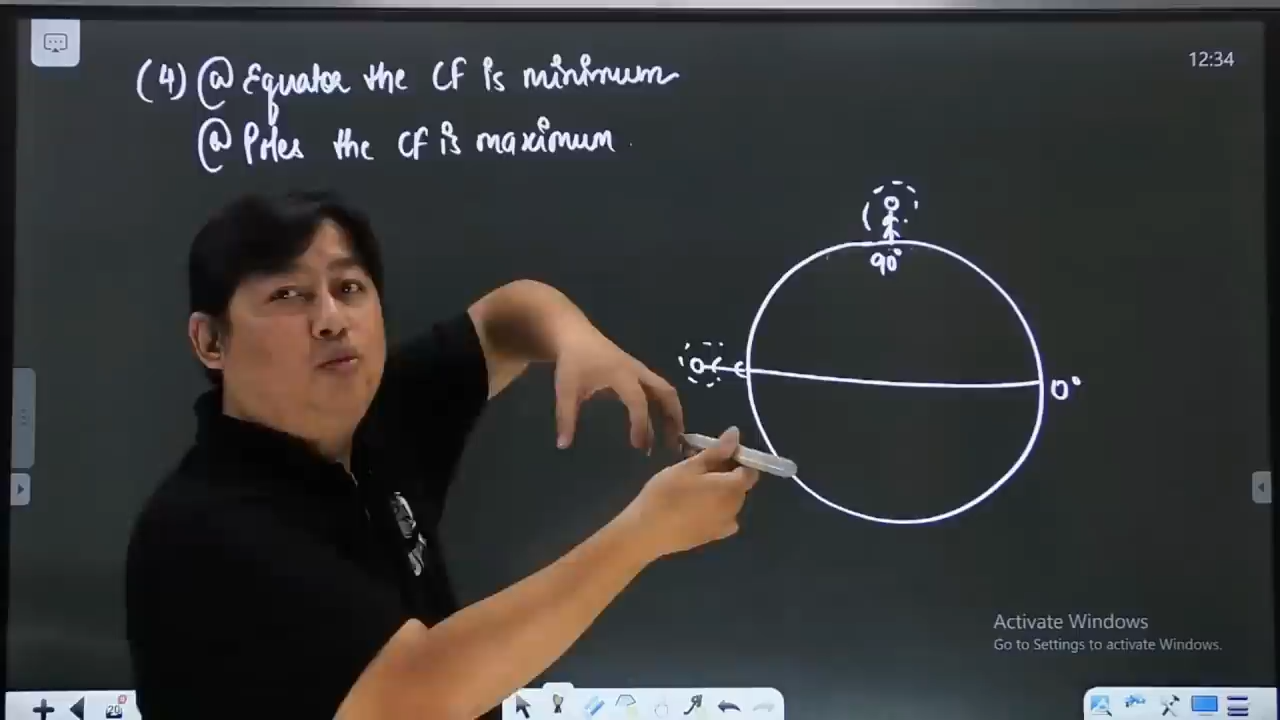 12:34
(4) @ Equator the CF is minimum
@ Poles the CF is maximum.
90°
0°
Activate Windows
Go to Settings to activate Windows.
20